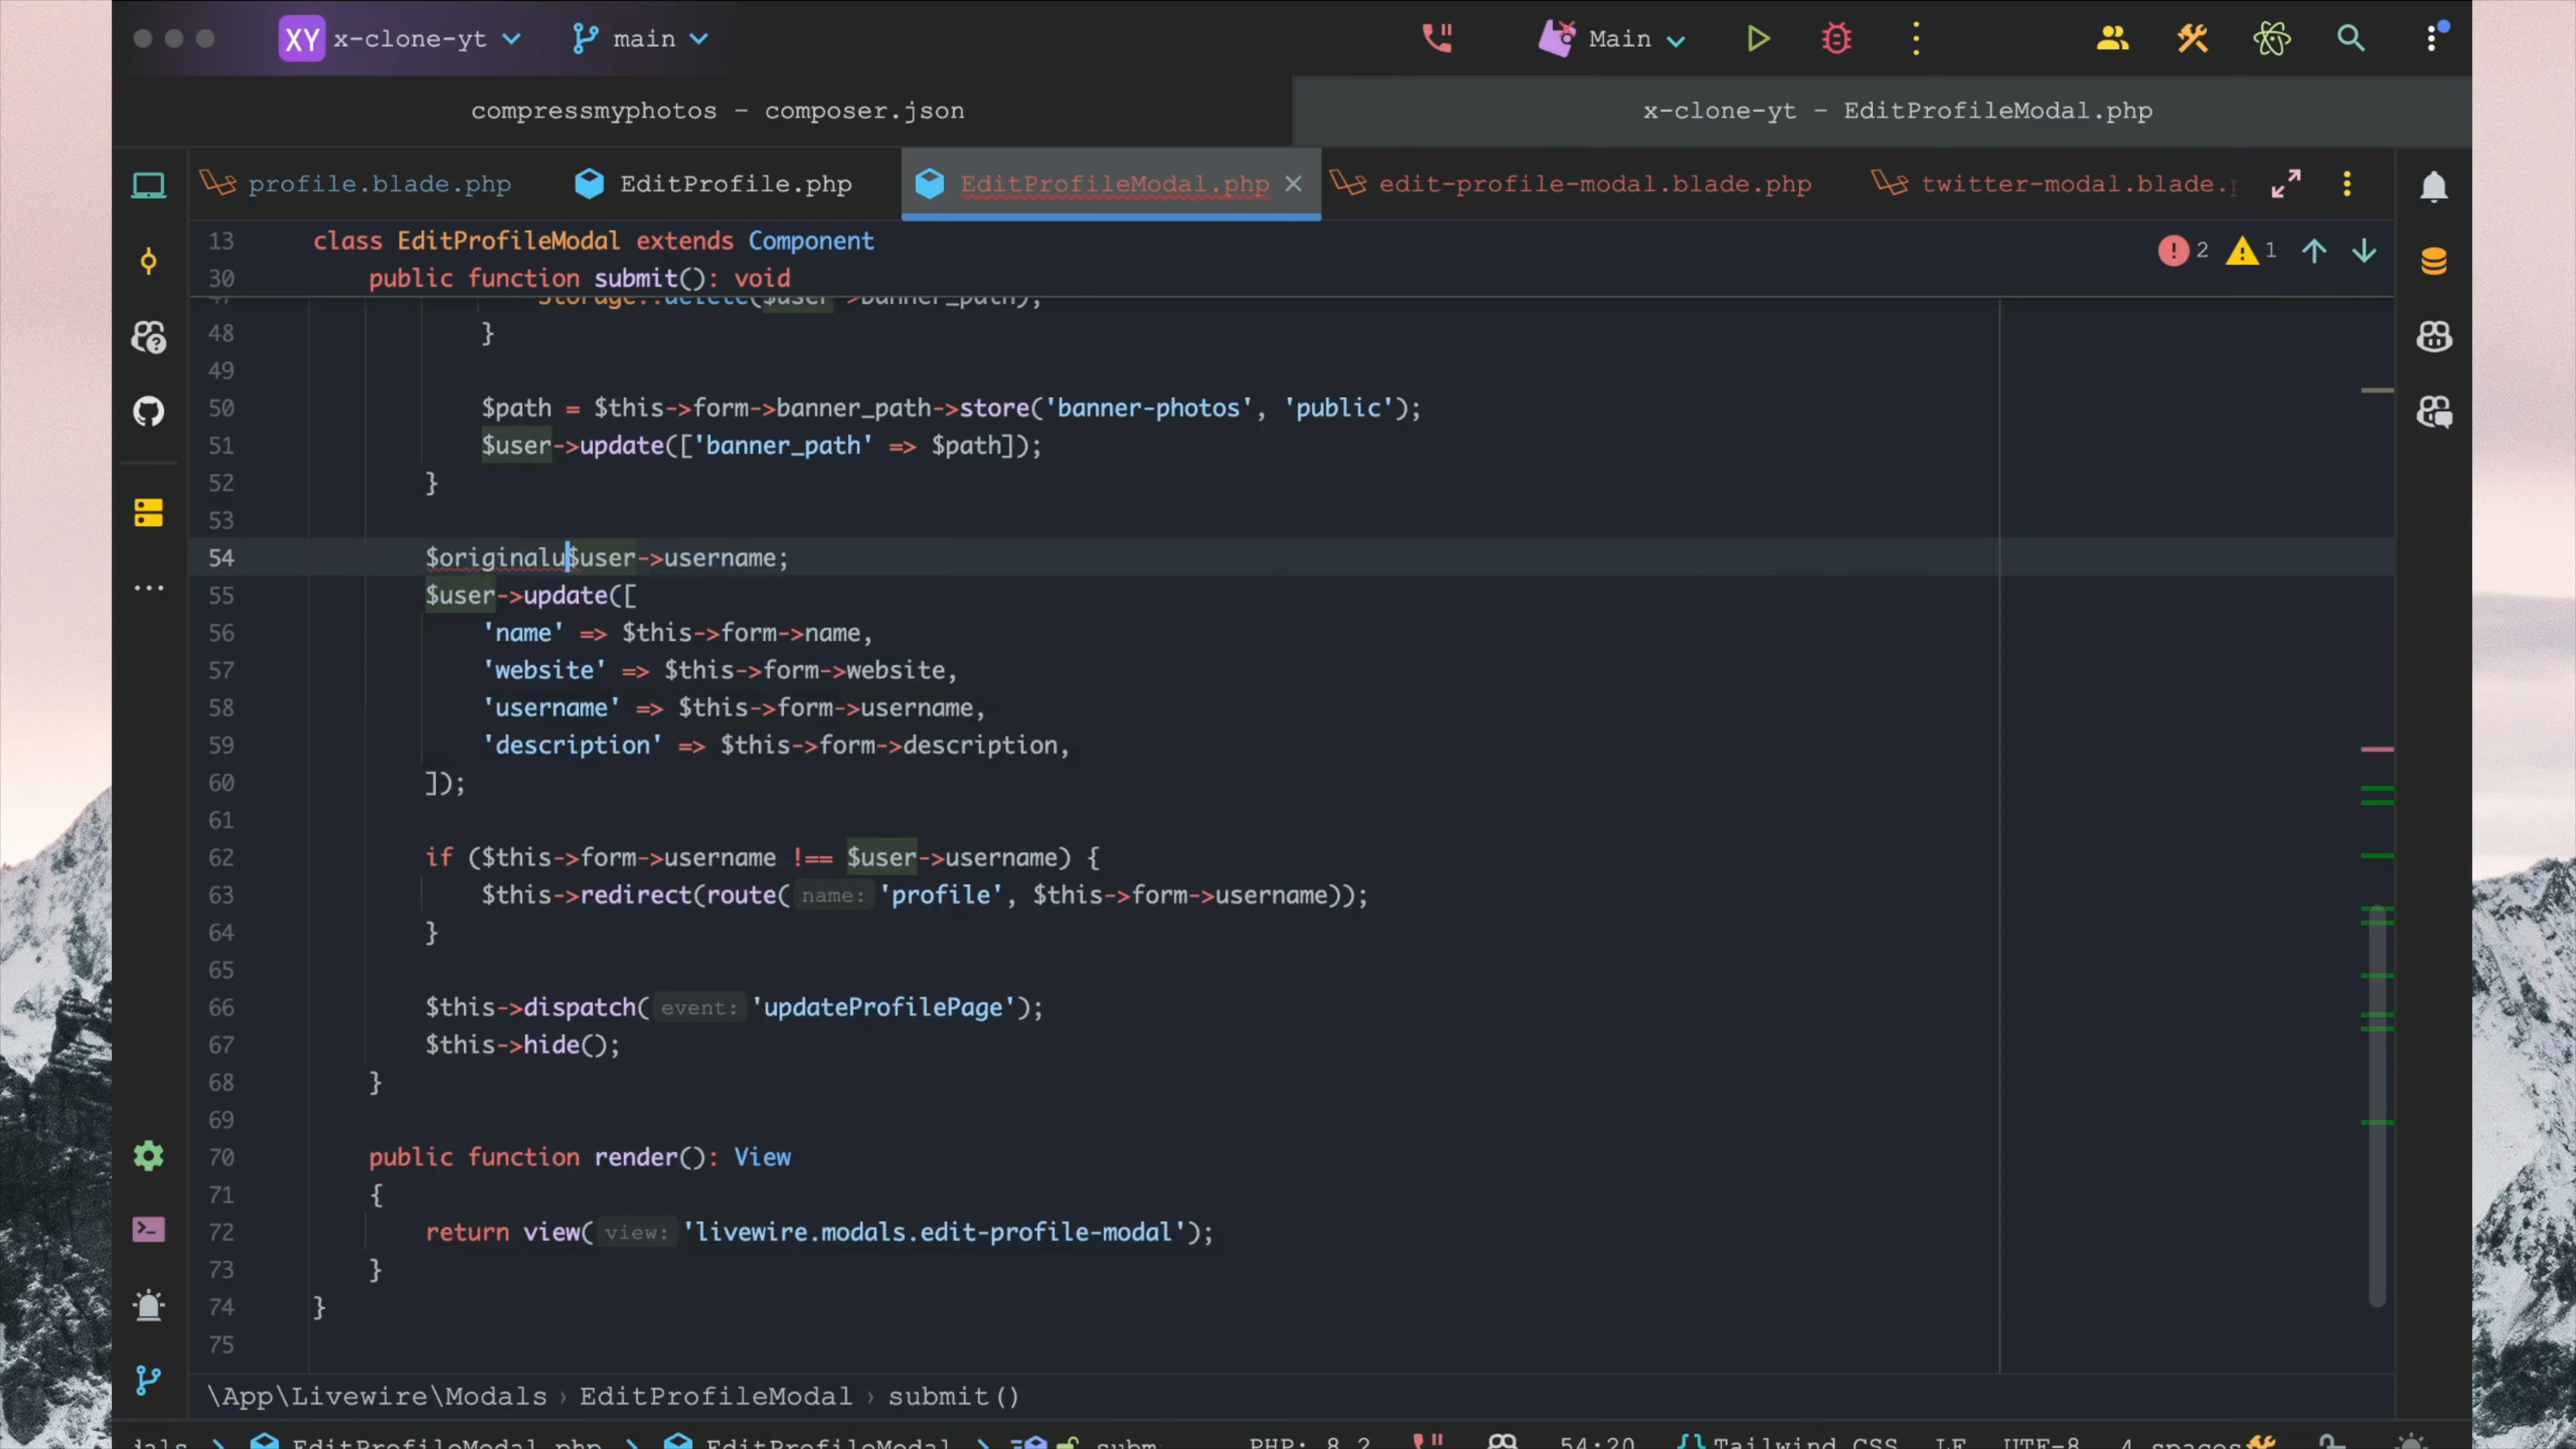 XY x-clone-yt main Main
compressmyphotos – composer.json x-clone-yt – EditProfileModal.php
profile.blade.php EditProfile.php EditProfileModal.php edit-profile-modal.blade.php twitter-modal.blade.
13 class EditProfileModal extends Component 2 1
30 public function submit(): void
47 Storage::delete($user->banner_path);
48 }
49
50 $path = $this->form->banner_path->store('banner-photos', 'public');
51 $user->update(['banner_path' => $path]);
52 }
53
54 $originalu$user->username;
55 $user->update([
56 'name' => $this->form->name,
57 'website' => $this->form->website,
58 'username' => $this->form->username,
59 'description' => $this->form->description,
60 ]);
61
62 if ($this->form->username !== $user->username) {
63 $this->redirect(route( name: 'profile', $this->form->username));
64 }
65
66 $this->dispatch( event: 'updateProfilePage');
67 $this->hide();
68 }
69
70 public function render(): View
71 {
72 return view( view: 'livewire.modals.edit-profile-modal');
73 }
74 }
75
\App\Livewire\Modals › EditProfileModal › submit()
EditProfileModal.php EditProfileModal subm PHP: 8.2 54:20 Tailwind CSS LF UTF-8 4 spaces